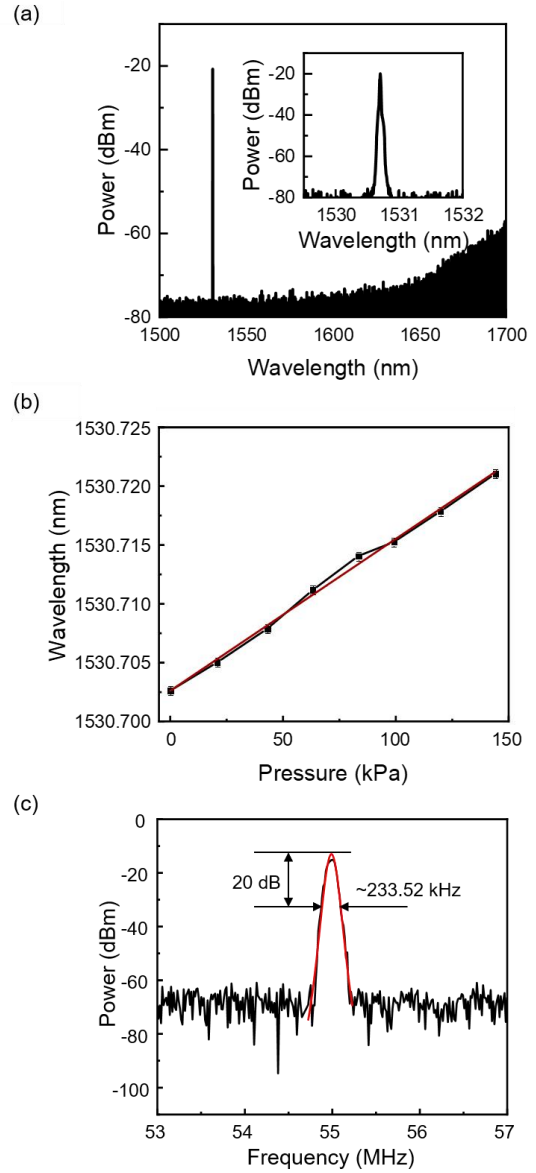 (a)
-20
-40
-60
-80
Power (dBm)
1500
1550
1600
1650
1700
Wavelength (nm)
-20
-40
-60
-80
Power (dBm)
1530
1531
1532
Wavelength (nm)
(b)
1530.725
1530.720
1530.715
1530.710
1530.705
1530.700
Wavelength (nm)
0
50
100
150
Pressure (kPa)
(c)
0
-20
-40
-60
-80
-100
Power (dBm)
20 dB
~233.52 kHz
53
54
55
56
57
Frequency (MHz)